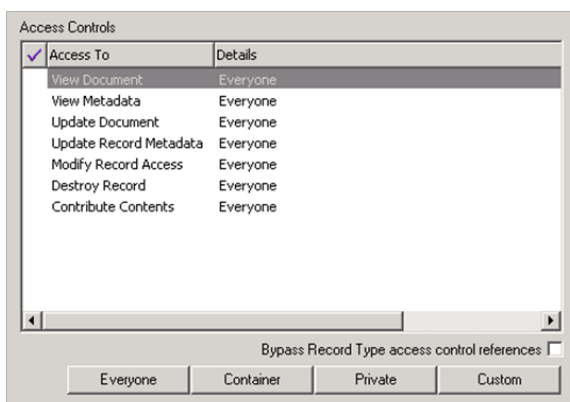 Access Controls
Access To Details
View Document Everyone
View Metadata Everyone
Update Document Everyone
Update Record Metadata Everyone
Modify Record Access Everyone
Destroy Record Everyone
Contribute Contents Everyone
Bypass Record Type access control references
Everyone Container Private Custom